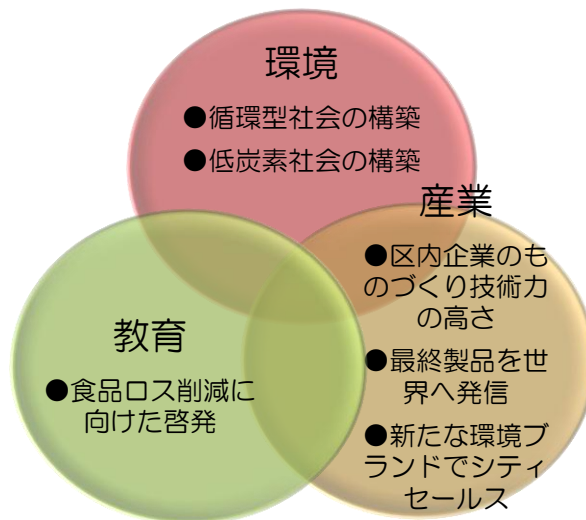 環境
●循環型社会の構築
●低炭素社会の構築
産業
●区内企業のも
のづくり技術力
の高さ
●最終製品を世
界へ発信
●新たな環境ブ
ランドでシティ
セールス
教育
●食品ロス削減に
向けた啓発